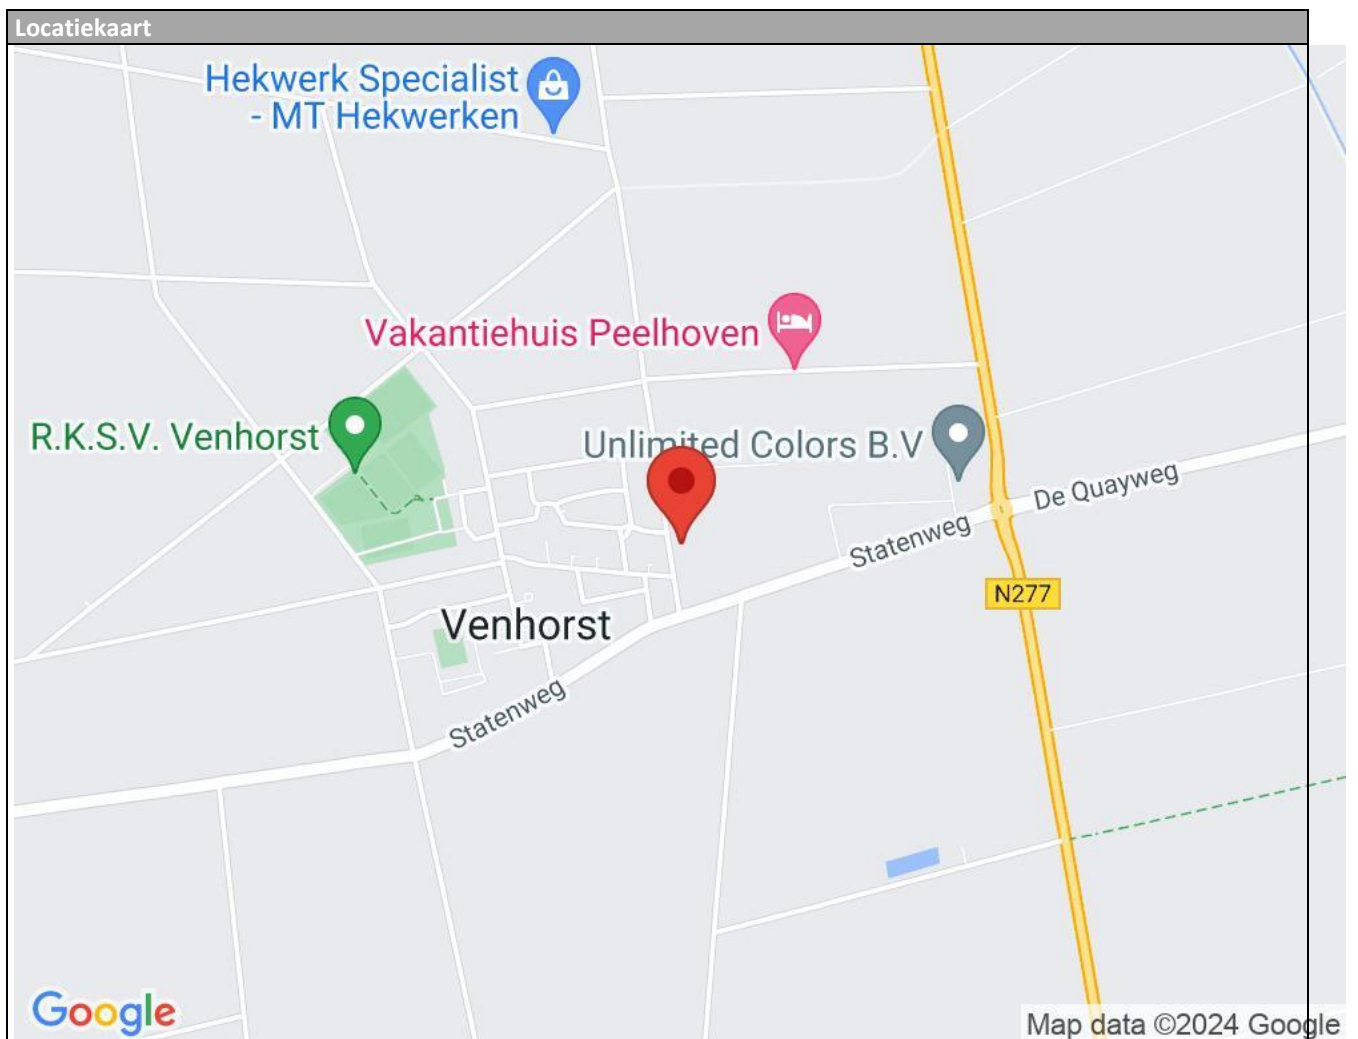 Locatiekaart
Hekwerk Specialist
- MT Hekwerken
Vakantiehuis Peelhoven
R.K.S.V. Venhorst
Unlimited Colors B.V
De Quayweg
Statenweg
N277
Venhorst
Statenweg
Google
Map data ©2024 Google